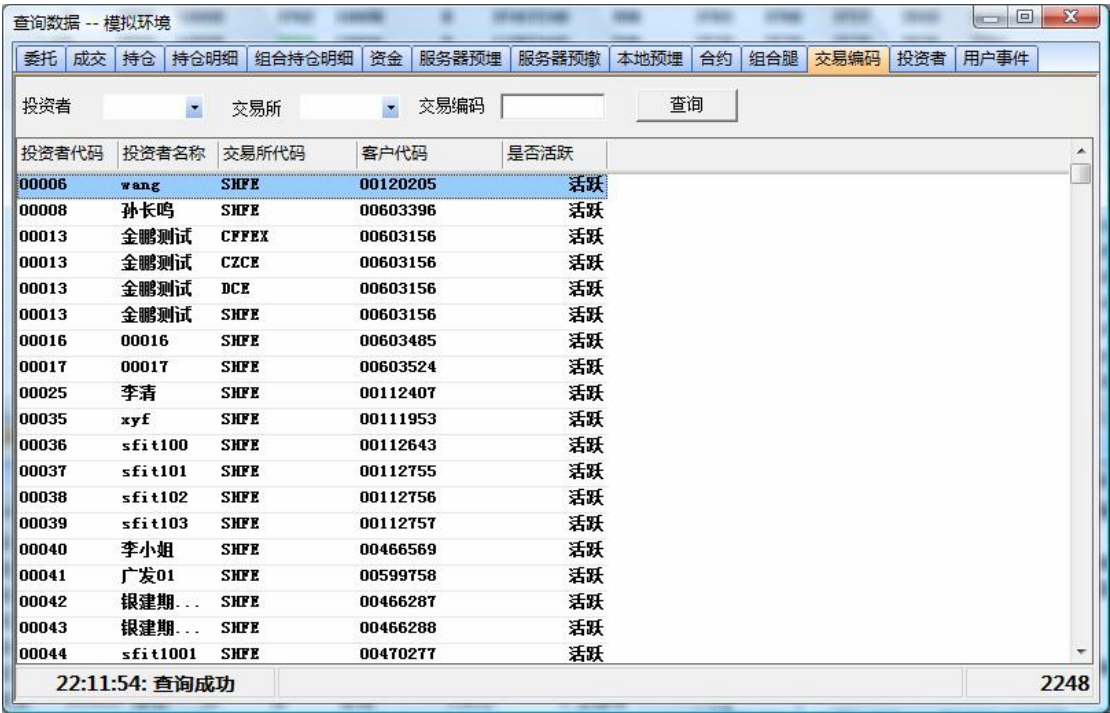 查询数据 -- 模拟环境
委托 成交 持仓 持仓明细 组合持仓明细 资金 服务器预埋 服务器预撤 本地预埋 合约 组合腿 交易编码 投资者 用户事件
投资者 交易所 交易编码 查询
投资者代码 投资者名称 交易所代码 客户代码 是否活跃
00006 wang SHFE 00120205 活跃
00008 孙长鸣 SHFE 00603396 活跃
00013 金鹏测试 CFFEX 00603156 活跃
00013 金鹏测试 CZCE 00603156 活跃
00013 金鹏测试 DCE 00603156 活跃
00013 金鹏测试 SHFE 00603156 活跃
00016 00016 SHFE 00603485 活跃
00017 00017 SHFE 00603524 活跃
00025 李清 SHFE 00112407 活跃
00035 xyf SHFE 00111953 活跃
00036 sfit100 SHFE 00112643 活跃
00037 sfit101 SHFE 00112755 活跃
00038 sfit102 SHFE 00112756 活跃
00039 sfit103 SHFE 00112757 活跃
00040 李小姐 SHFE 00466569 活跃
00041 广发01 SHFE 00599758 活跃
00042 银建期... SHFE 00466287 活跃
00043 银建期... SHFE 00466288 活跃
00044 sfit1001 SHFE 00470277 活跃
22:11:54: 查询成功 2248